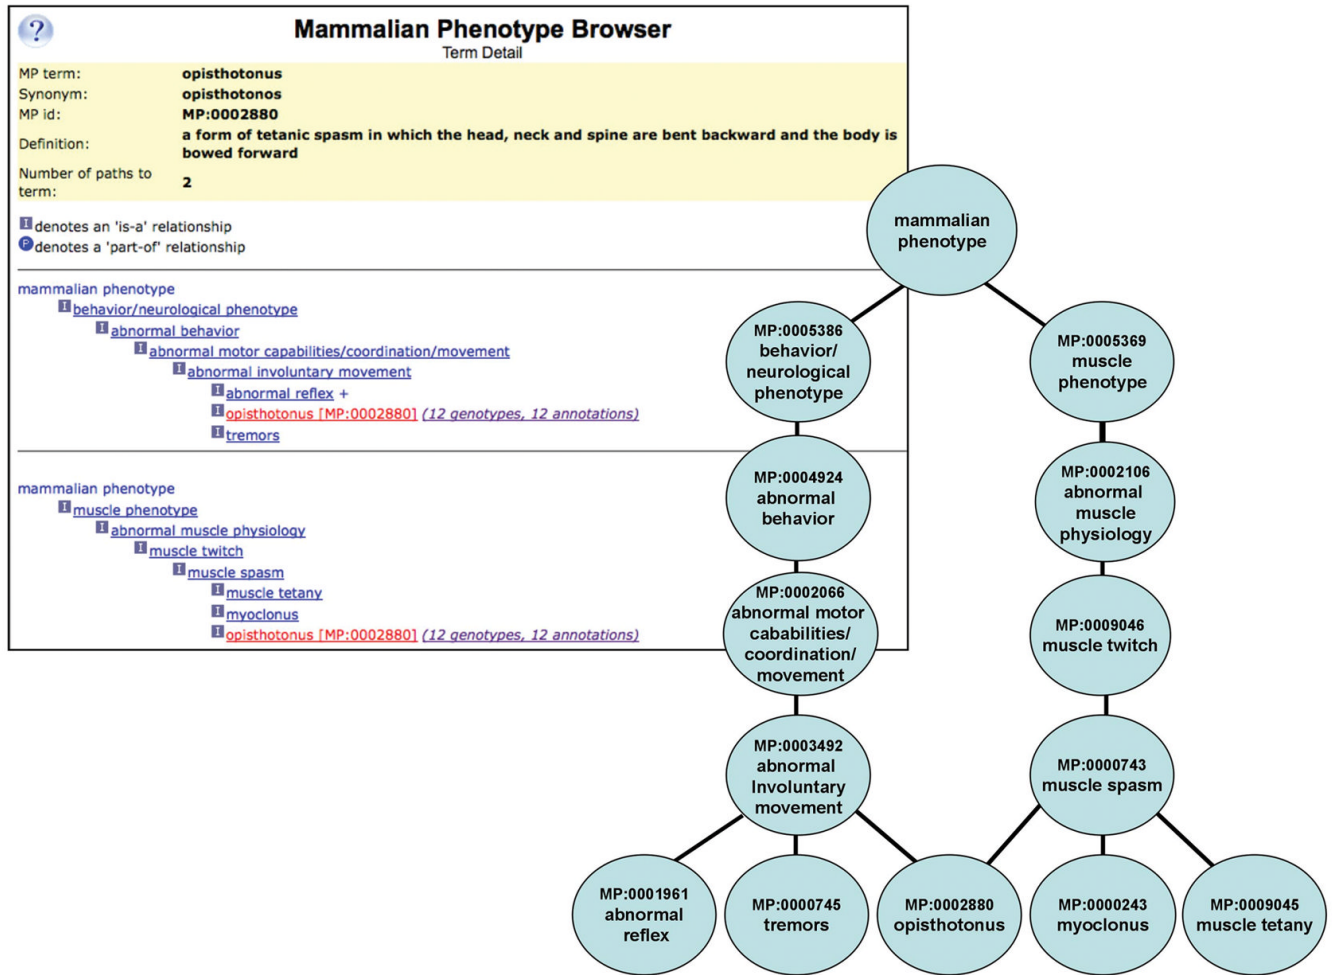 ?
Mammalian Phenotype Browser
Term Detail
MP term: opisthotonus
Synonym: opisthotonos
MP id: MP:0002880
Definition: a form of tetanic spasm in which the head, neck and spine are bent backward and the body is
bowed forward
Number of paths to
term: 2
I denotes an 'is-a' relationship
P denotes a 'part-of' relationship
mammalian phenotype
I behavior/neurological phenotype
I abnormal behavior
I abnormal motor capabilities/coordination/movement
I abnormal involuntary movement
I abnormal reflex +
I opisthotonus [MP:0002880] (12 genotypes, 12 annotations)
I tremors
mammalian phenotype
I muscle phenotype
I abnormal muscle physiology
I muscle twitch
I muscle spasm
I muscle tetany
I myoclonus
I opisthotonus [MP:0002880] (12 genotypes, 12 annotations)
mammalian
phenotype
MP:0005386
behavior/
neurological
phenotype
MP:0005369
muscle
phenotype
MP:0004924
abnormal
behavior
MP:0002106
abnormal
muscle
physiology
MP:0002066
abnormal motor
cababilities/
coordination/
movement
MP:0009046
muscle twitch
MP:0003492
abnormal
Involuntary
movement
MP:0000743
muscle spasm
MP:0001961
abnormal
reflex
MP:0000745
tremors
MP:0002880
opisthotonus
MP:0000243
myoclonus
MP:0009045
muscle tetany